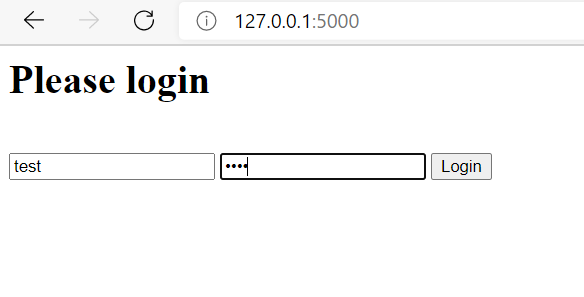 127.0.0.1:5000
Please login
test •••• Login